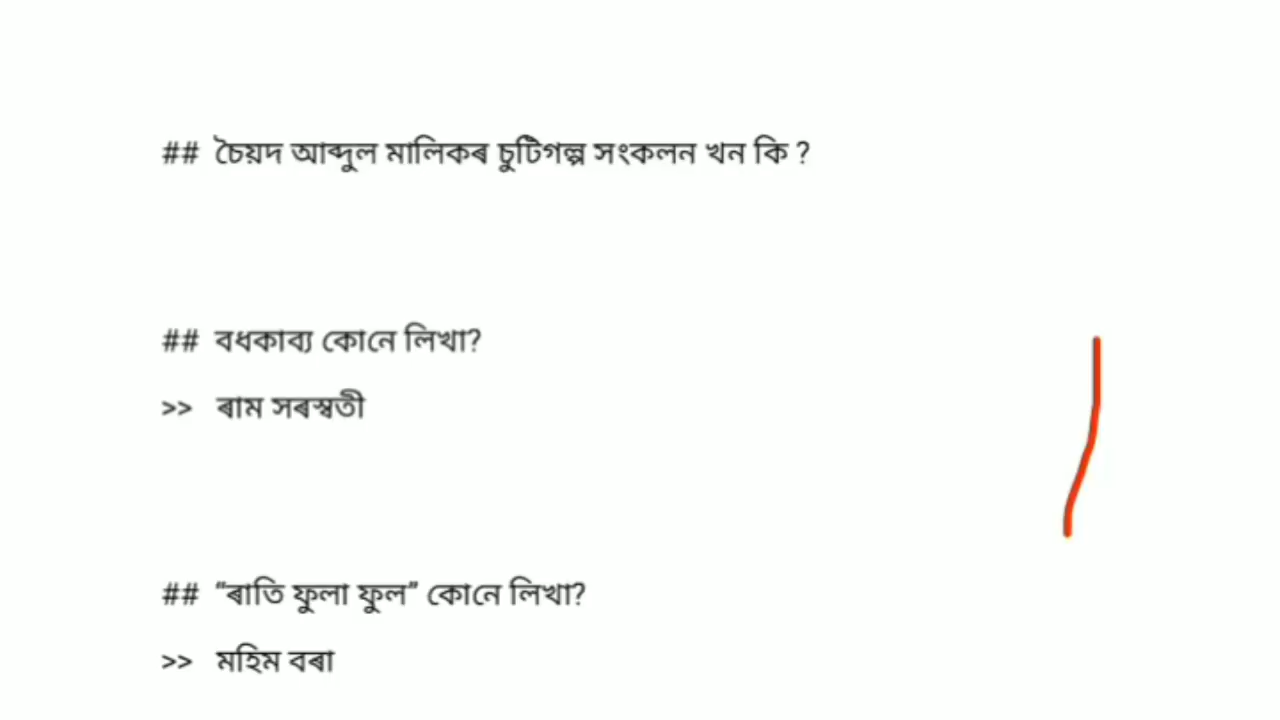 ## চৈয়দ আব্দুল মালিকৰ চুটিগল্প সংকলন খন কি ?
## বধকাব্য কোনে লিখা?
>> ৰাম সৰস্বতী
## “ৰাতি ফুলা ফুল” কোনে লিখা?
>> মহিম বৰা